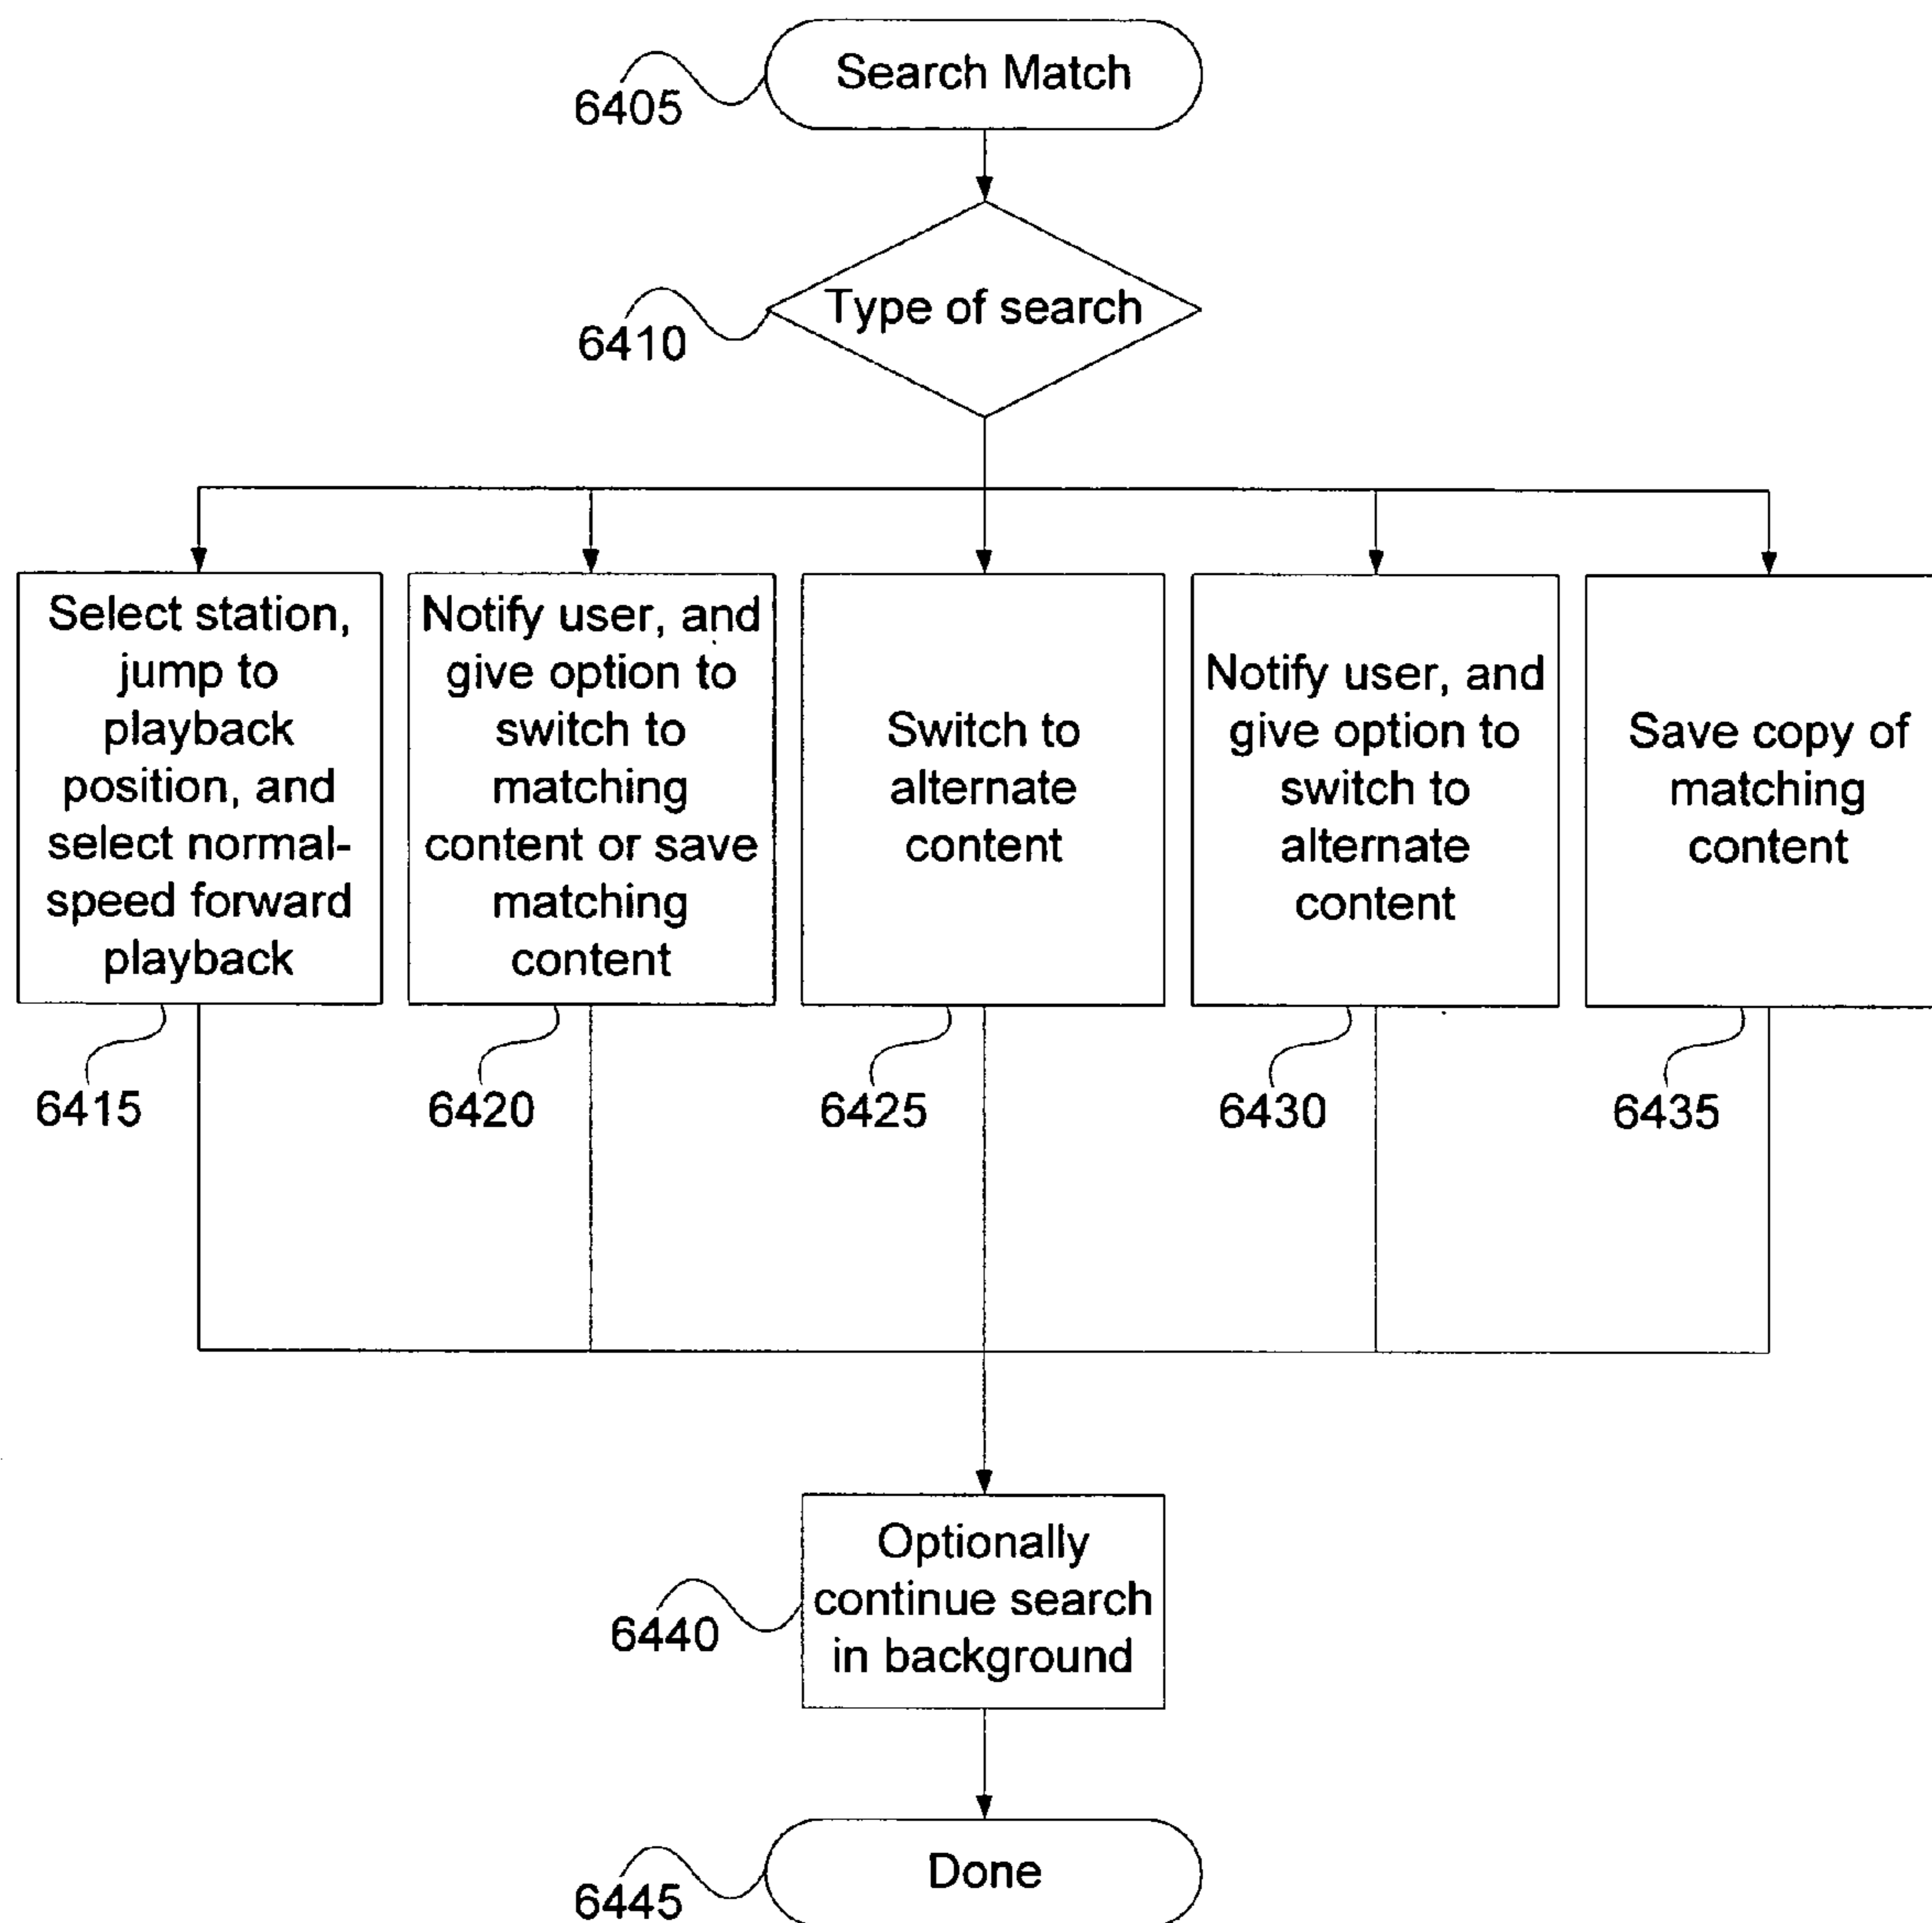 Search Match
6405
Type of search
6410
Select station,
jump to
playback
position, and
select normal-
speed forward
playback
6415
Notify user, and
give option to
switch to
matching
content or save
matching
content
6420
Switch to
alternate
content
6425
Notify user, and
give option to
switch to
alternate
content
6430
Save copy of
matching
content
6435
Optionally
continue search
in background
6440
Done
6445